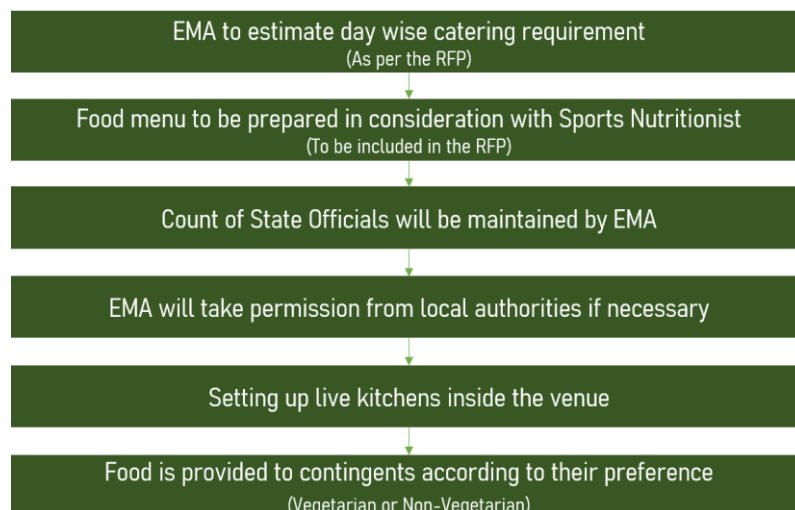 EMA to estimate day wise catering requirement
(As per the RFP)
Food menu to be prepared in consideration with Sports Nutritionist
(To be included in the RFP)
Count of State Officials will be maintained by EMA
EMA will take permission from local authorities if necessary
Setting up live kitchens inside the venue
Food is provided to contingents according to their preference
(Vegetarian or Non-Vegetarian)